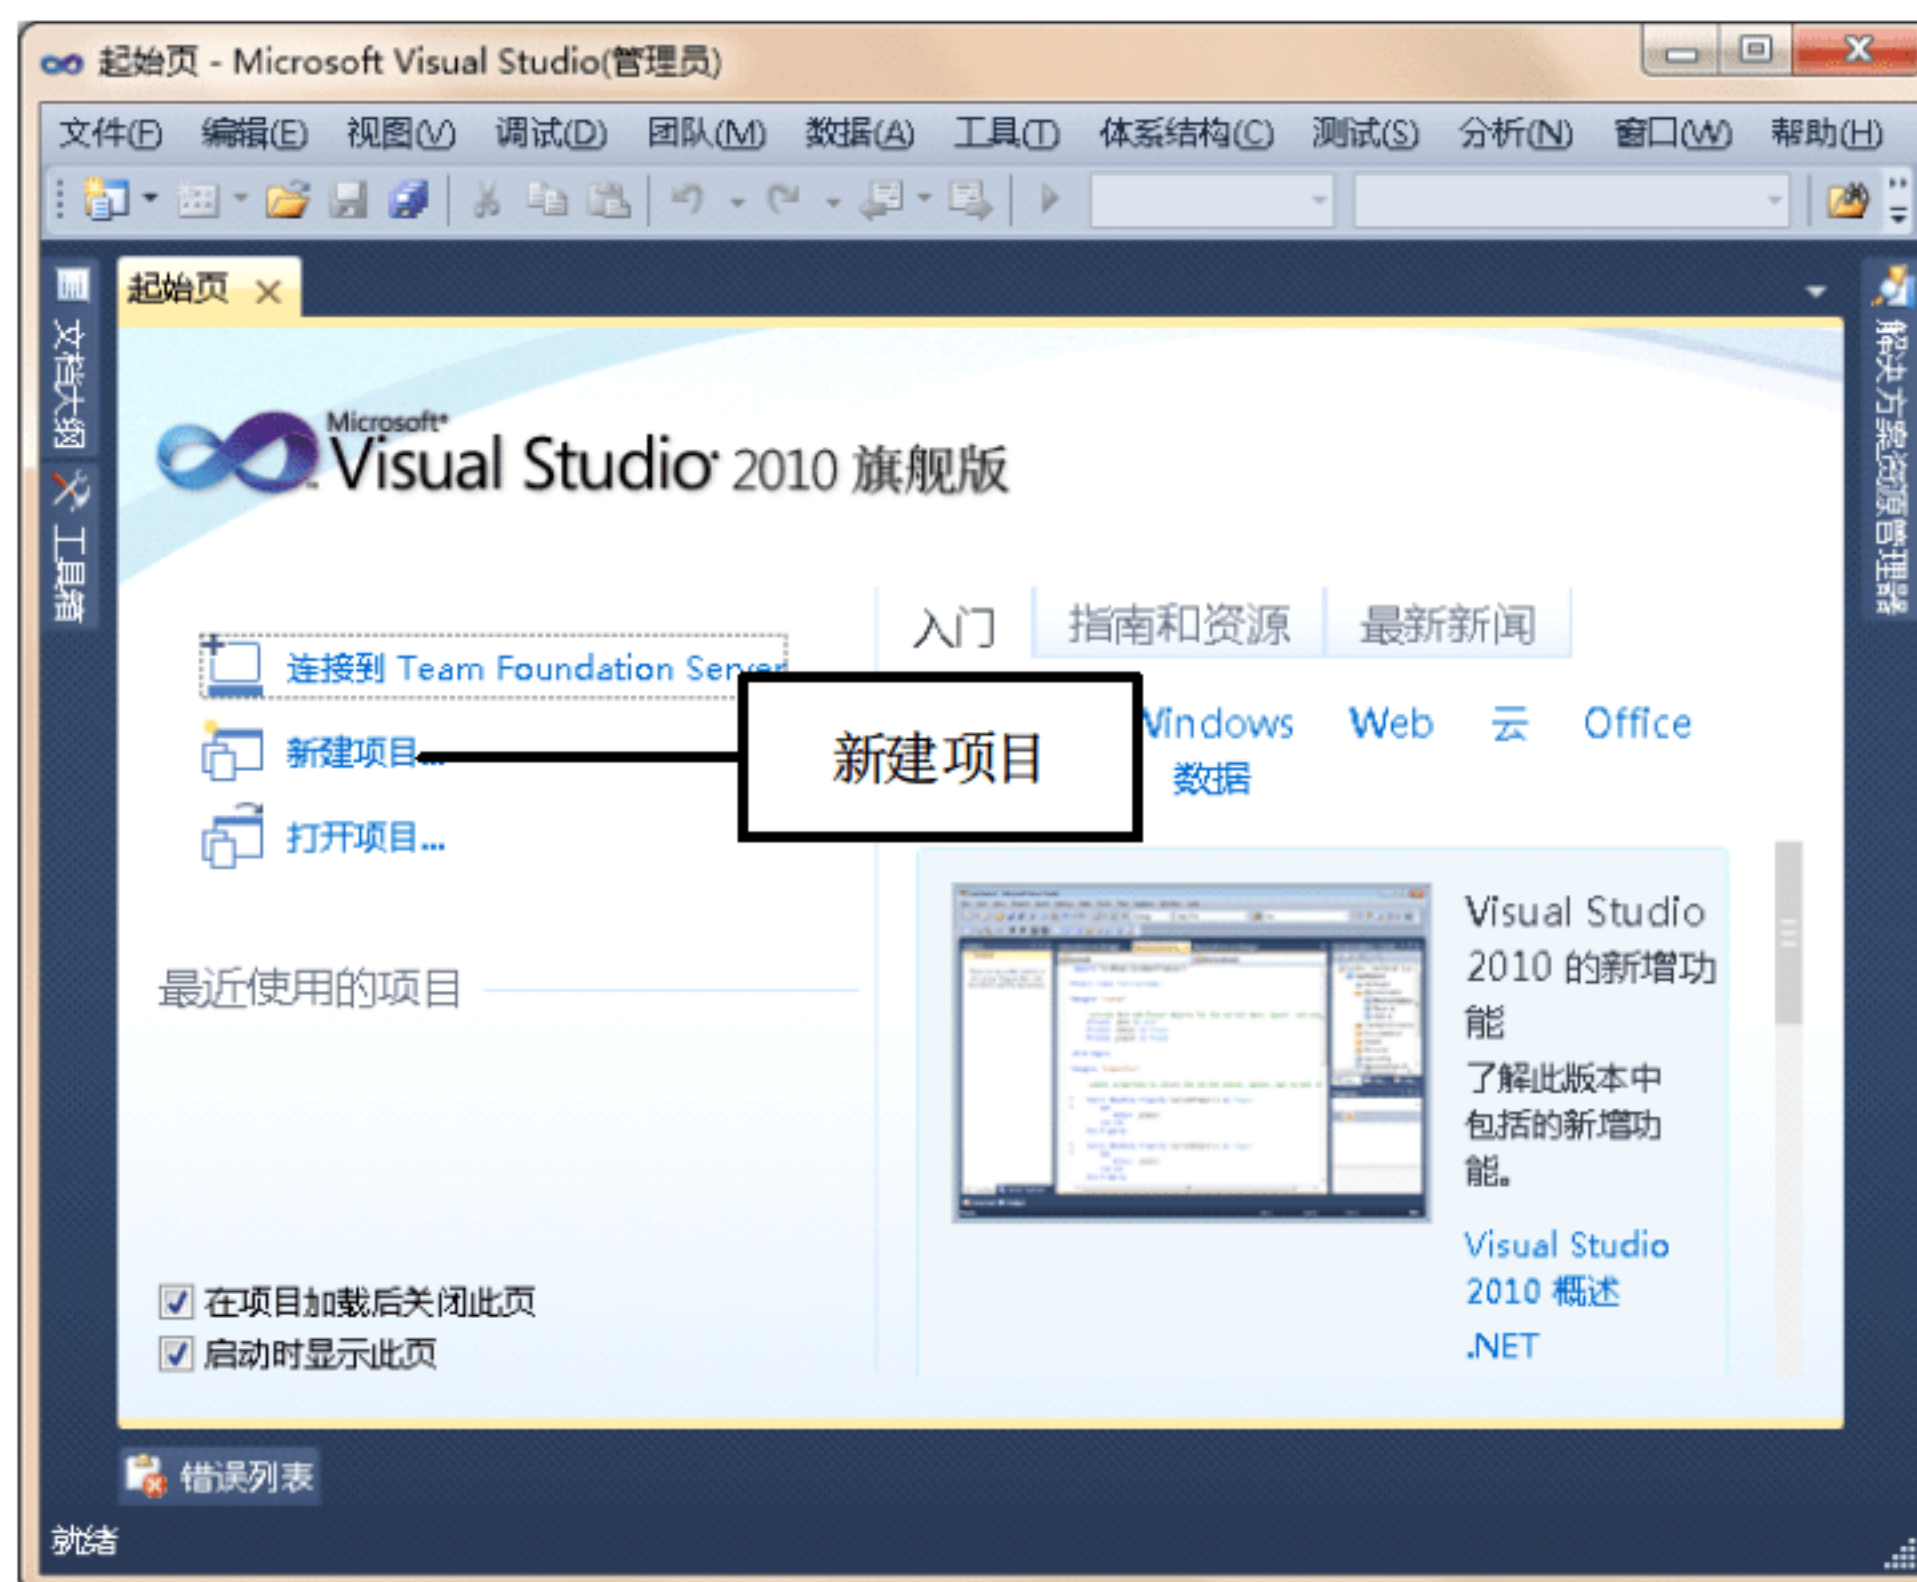 起始页 - Microsoft Visual Studio(管理员)
文件(F) 编辑(E) 视图(V) 调试(D) 团队(M) 数据(A) 工具(T) 体系结构(C) 测试(S) 分析(N) 窗口(W) 帮助(H)
起始页
文档大纲
工具箱
解决方案资源管理器
Microsoft
Visual Studio 2010 旗舰版
连接到 Team Foundation Server
新建项目...
打开项目...
新建项目
最近使用的项目
在项目加载后关闭此页
启动时显示此页
入门 指南和资源 最新新闻
Windows Web 云 Office
数据
Visual Studio
2010 的新增功
能
了解此版本中
包括的新增功
能。
Visual Studio
2010 概述
.NET
错误列表
就绪